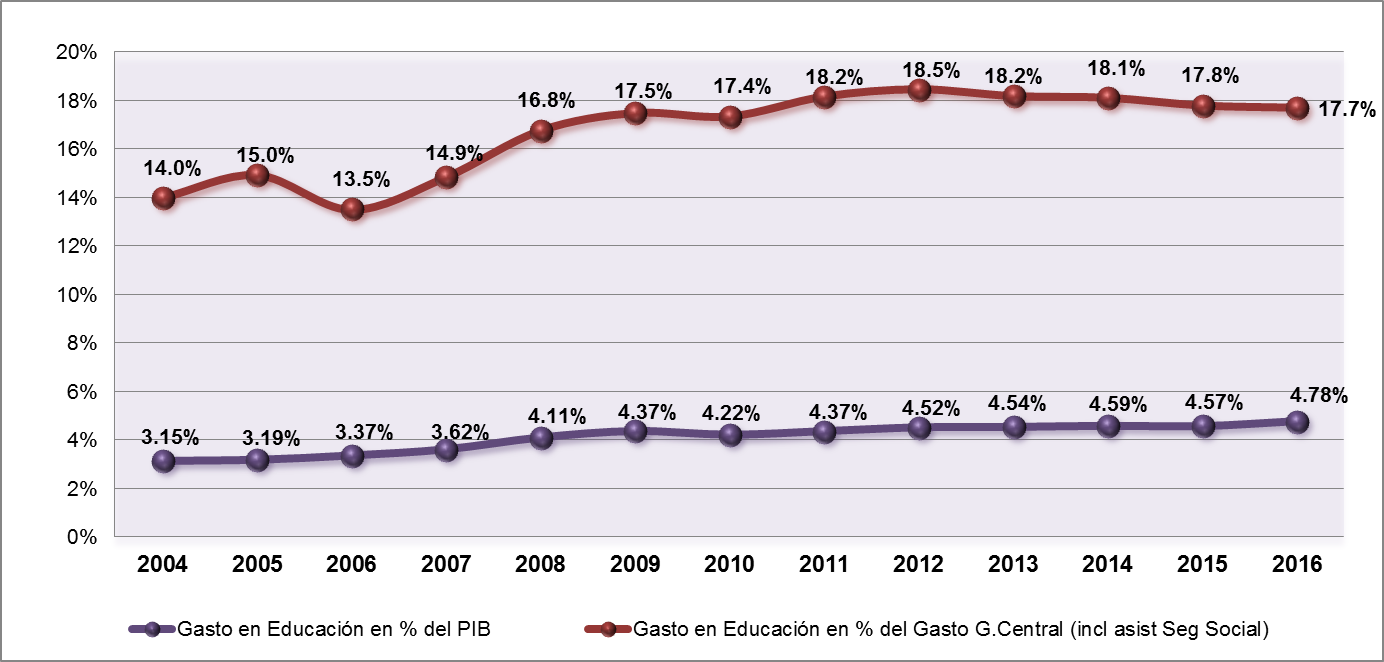 20%
18%
16%
14%
12%
10%
8%
6%
4%
2%
0%
14.0% 15.0% 13.5% 14.9% 16.8% 17.5% 17.4% 18.2% 18.5% 18.2% 18.1% 17.8% 17.7%
3.15% 3.19% 3.37% 3.62% 4.11% 4.37% 4.22% 4.37% 4.52% 4.54% 4.59% 4.57% 4.78%
2004 2005 2006 2007 2008 2009 2010 2011 2012 2013 2014 2015 2016
Gasto en Educación en % del PIB Gasto en Educación en % del Gasto G.Central (incl asist Seg Social)